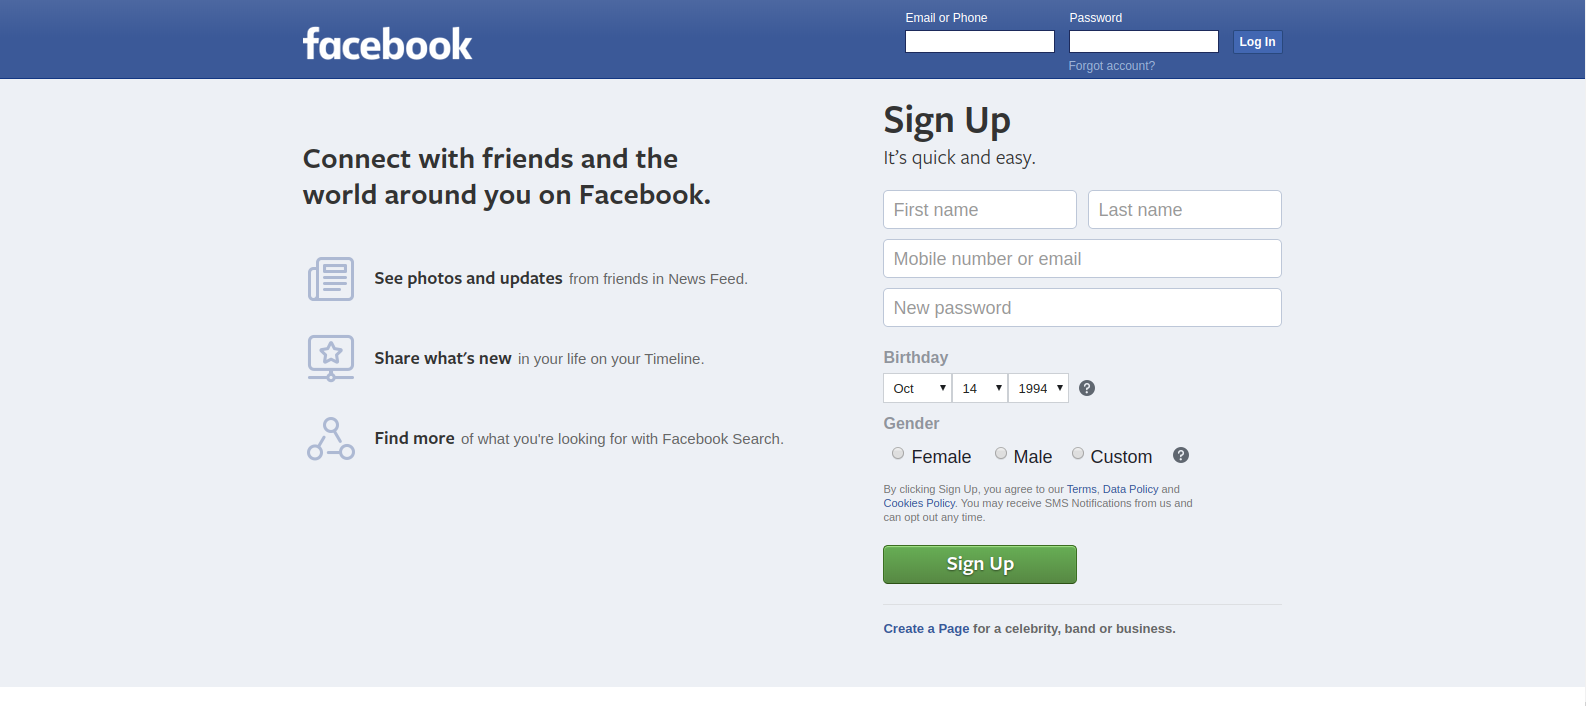 facebook
Email or Phone
Password
Log In
Forgot account?
Connect with friends and the
world around you on Facebook.
See photos and updates from friends in News Feed.
Share what's new in your life on your Timeline.
Find more of what you're looking for with Facebook Search.
Sign Up
It's quick and easy.
First name Last name
Mobile number or email
New password
Birthday
Oct 14 1994 ?
Gender
Female Male Custom ?
By clicking Sign Up, you agree to our Terms, Data Policy and
Cookies Policy. You may receive SMS Notifications from us and
can opt out any time.
Sign Up
Create a Page for a celebrity, band or business.